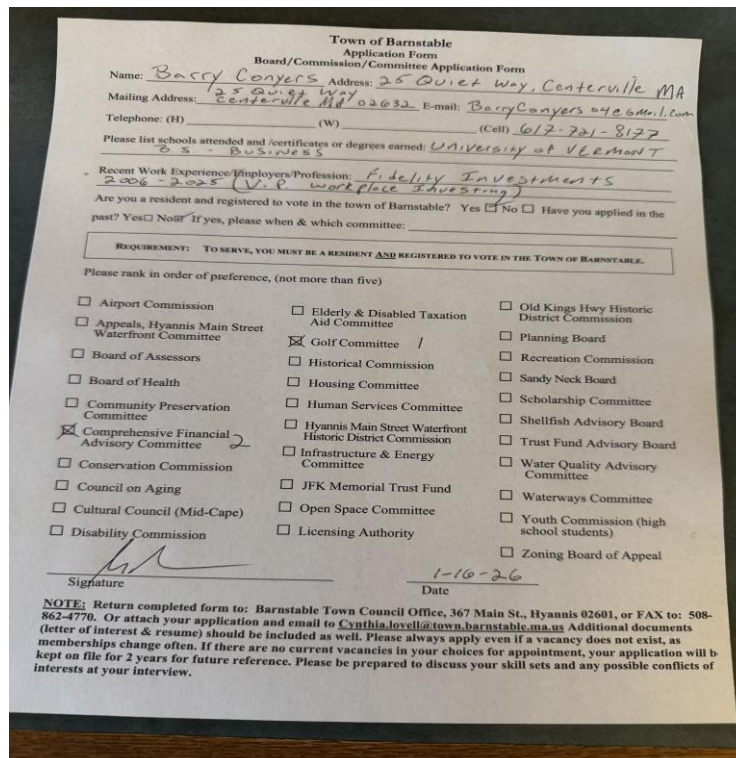 Town of Barnstable
Application Form
Board/Commission/Committee Application Form
Name: Barry Conyers Address: 25 Quiet Way, Centerville MA
25 Quiet Way
Mailing Address: Centerville MA 02632 E-mail: BarryConyers04@Gmail.com
Telephone: (H) (W) (Cell) 617-721-8177
Please list schools attended and /certificates or degrees earned: University of Vermont
B.S. - Business
Recent Work Experience/Employers/Profession: Fidelity Investments
2006 - 2025 (V.P. Workplace Investing)
Are you a resident and registered to vote in the town of Barnstable? Yes ☑ No ☐ Have you applied in the
past? Yes☐ No☑ If yes, please when & which committee:
REQUIREMENT: TO SERVE, YOU MUST BE A RESIDENT AND REGISTERED TO VOTE IN THE TOWN OF BARNSTABLE.
Please rank in order of preference, (not more than five)
☐ Airport Commission
☐ Appeals, Hyannis Main Street
Waterfront Committee
☐ Board of Assessors
☐ Board of Health
☐ Community Preservation
Committee
☒ Comprehensive Financial
Advisory Committee 2
☐ Conservation Commission
☐ Council on Aging
☐ Cultural Council (Mid-Cape)
☐ Disability Commission
☐ Elderly & Disabled Taxation
Aid Committee
☒ Golf Committee 1
☐ Historical Commission
☐ Housing Committee
☐ Human Services Committee
☐ Hyannis Main Street Waterfront
Historic District Commission
☐ Infrastructure & Energy
Committee
☐ JFK Memorial Trust Fund
☐ Open Space Committee
☐ Licensing Authority
☐ Old Kings Hwy Historic
District Commission
☐ Planning Board
☐ Recreation Commission
☐ Sandy Neck Board
☐ Scholarship Committee
☐ Shellfish Advisory Board
☐ Trust Fund Advisory Board
☐ Water Quality Advisory
Committee
☐ Waterways Committee
☐ Youth Commission (high
school students)
☐ Zoning Board of Appeal
1-16-26
Signature Date
NOTE: Return completed form to: Barnstable Town Council Office, 367 Main St., Hyannis 02601, or FAX to: 508-
862-4770. Or attach your application and email to Cynthia.lovell@town.barnstable.ma.us Additional documents
(letter of interest & resume) should be included as well. Please always apply even if a vacancy does not exist, as
memberships change often. If there are no current vacancies in your choices for appointment, your application will b
kept on file for 2 years for future reference. Please be prepared to discuss your skill sets and any possible conflicts of
interests at your interview.